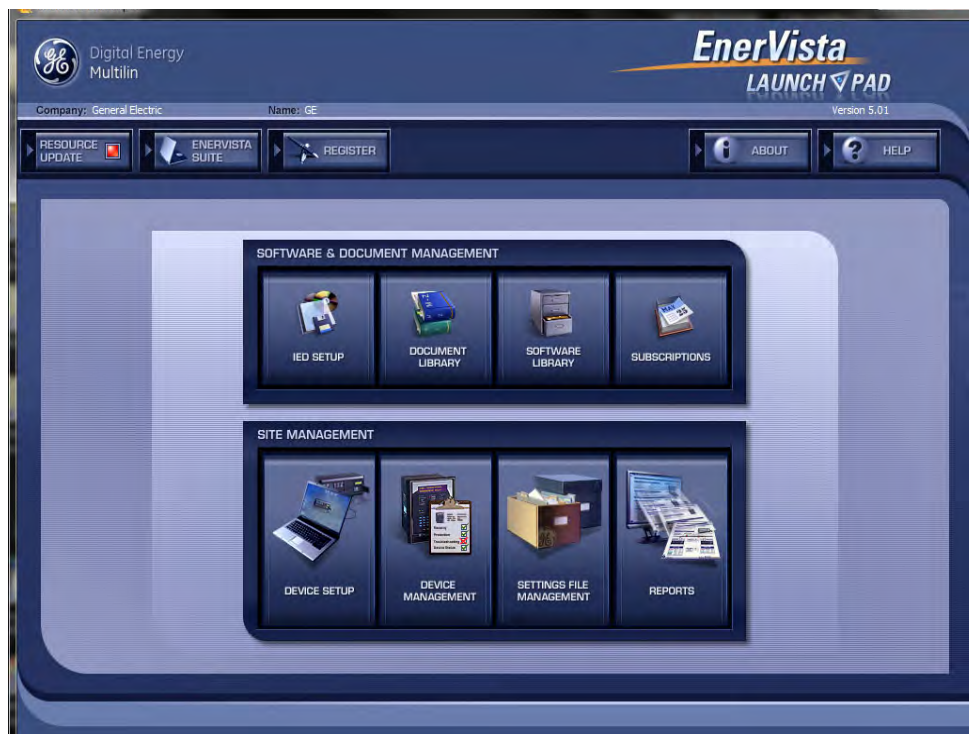 Digital Energy
Multilin
EnerVista
LAUNCH PAD
Company: General Electric
Name: GE
Version 5.01
RESOURCE
UPDATE
ENERVISTA
SUITE
REGISTER
ABOUT
HELP
SOFTWARE & DOCUMENT MANAGEMENT
IED SETUP
DOCUMENT
LIBRARY
SOFTWARE
LIBRARY
SUBSCRIPTIONS
SITE MANAGEMENT
DEVICE SETUP
DEVICE
MANAGEMENT
SETTINGS FILE
MANAGEMENT
REPORTS